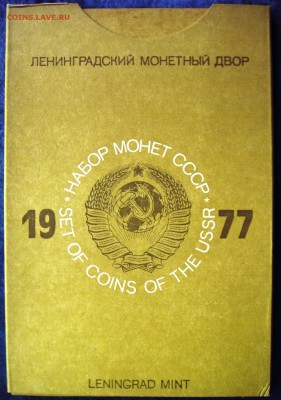 COINS.LAVE.RU
ЛЕНИНГРАДСКИЙ МОНЕТНЫЙ ДВОР
* НАБОР МОНЕТ СССР *
19 77
SET OF COINS OF THE USSR
LENINGRAD MINT